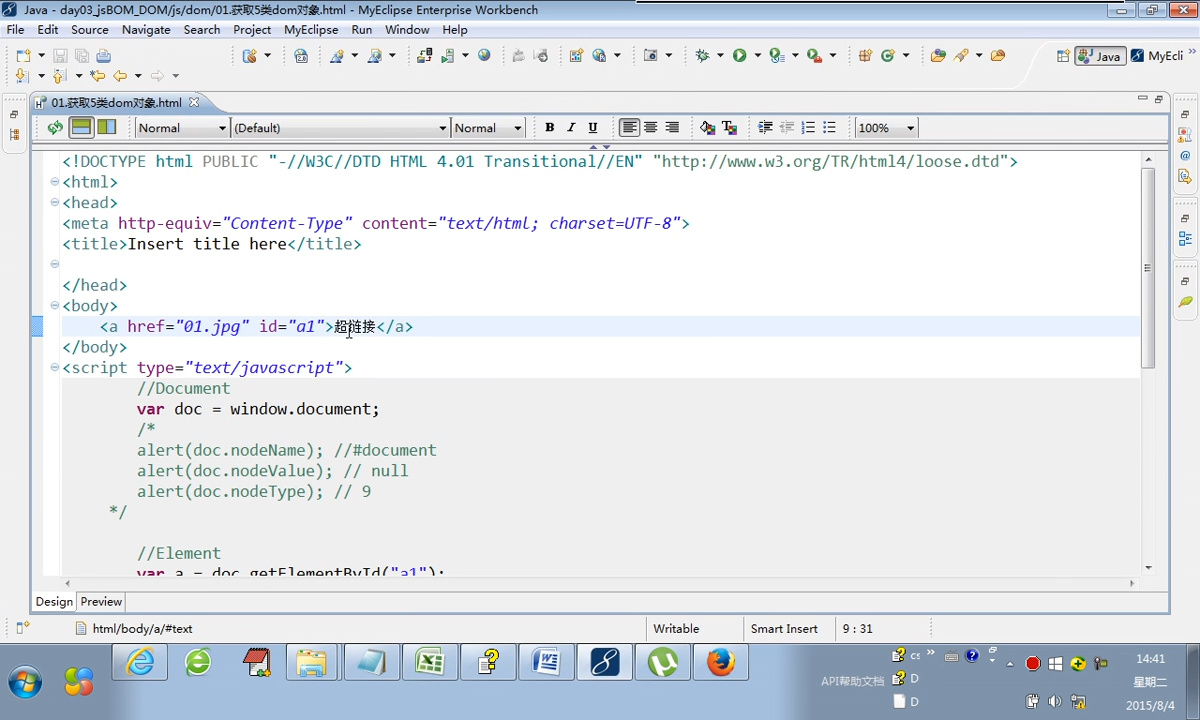 Java - day03_jsBOM_DOM/js/dom/01.获取5类dom对象.html - MyEclipse Enterprise Workbench
File Edit Source Navigate Search Project MyEclipse Run Window Help
Java MyEcli
01.获取5类dom对象.html
Normal (Default) Normal B I U 100%
<!DOCTYPE html PUBLIC "-//W3C//DTD HTML 4.01 Transitional//EN" "http://www.w3.org/TR/html4/loose.dtd">
<html>
<head>
<meta http-equiv="Content-Type" content="text/html; charset=UTF-8">
<title>Insert title here</title>
</head>
<body>
<a href="01.jpg" id="a1">超链接</a>
</body>
<script type="text/javascript">
//Document
var doc = window.document;
/*
alert(doc.nodeName); //#document
alert(doc.nodeValue); // null
alert(doc.nodeType); // 9
*/
//Element
var a = doc.getElementById("a1");
Design Preview
html/body/a/#text Writable Smart Insert 9 : 31
API帮助文档 cs D D
14:41
星期二
2015/8/4